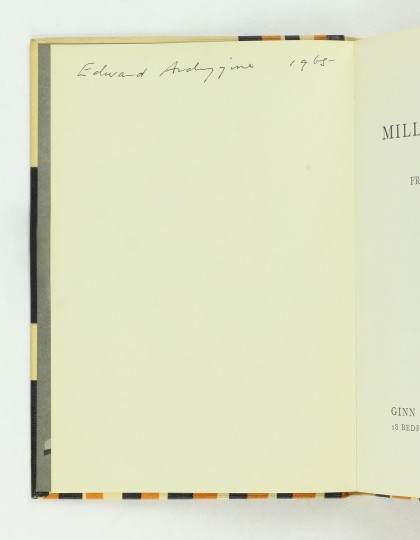 Edward Ardizzone 1965
MILL
FR
GINN
18 BEDF